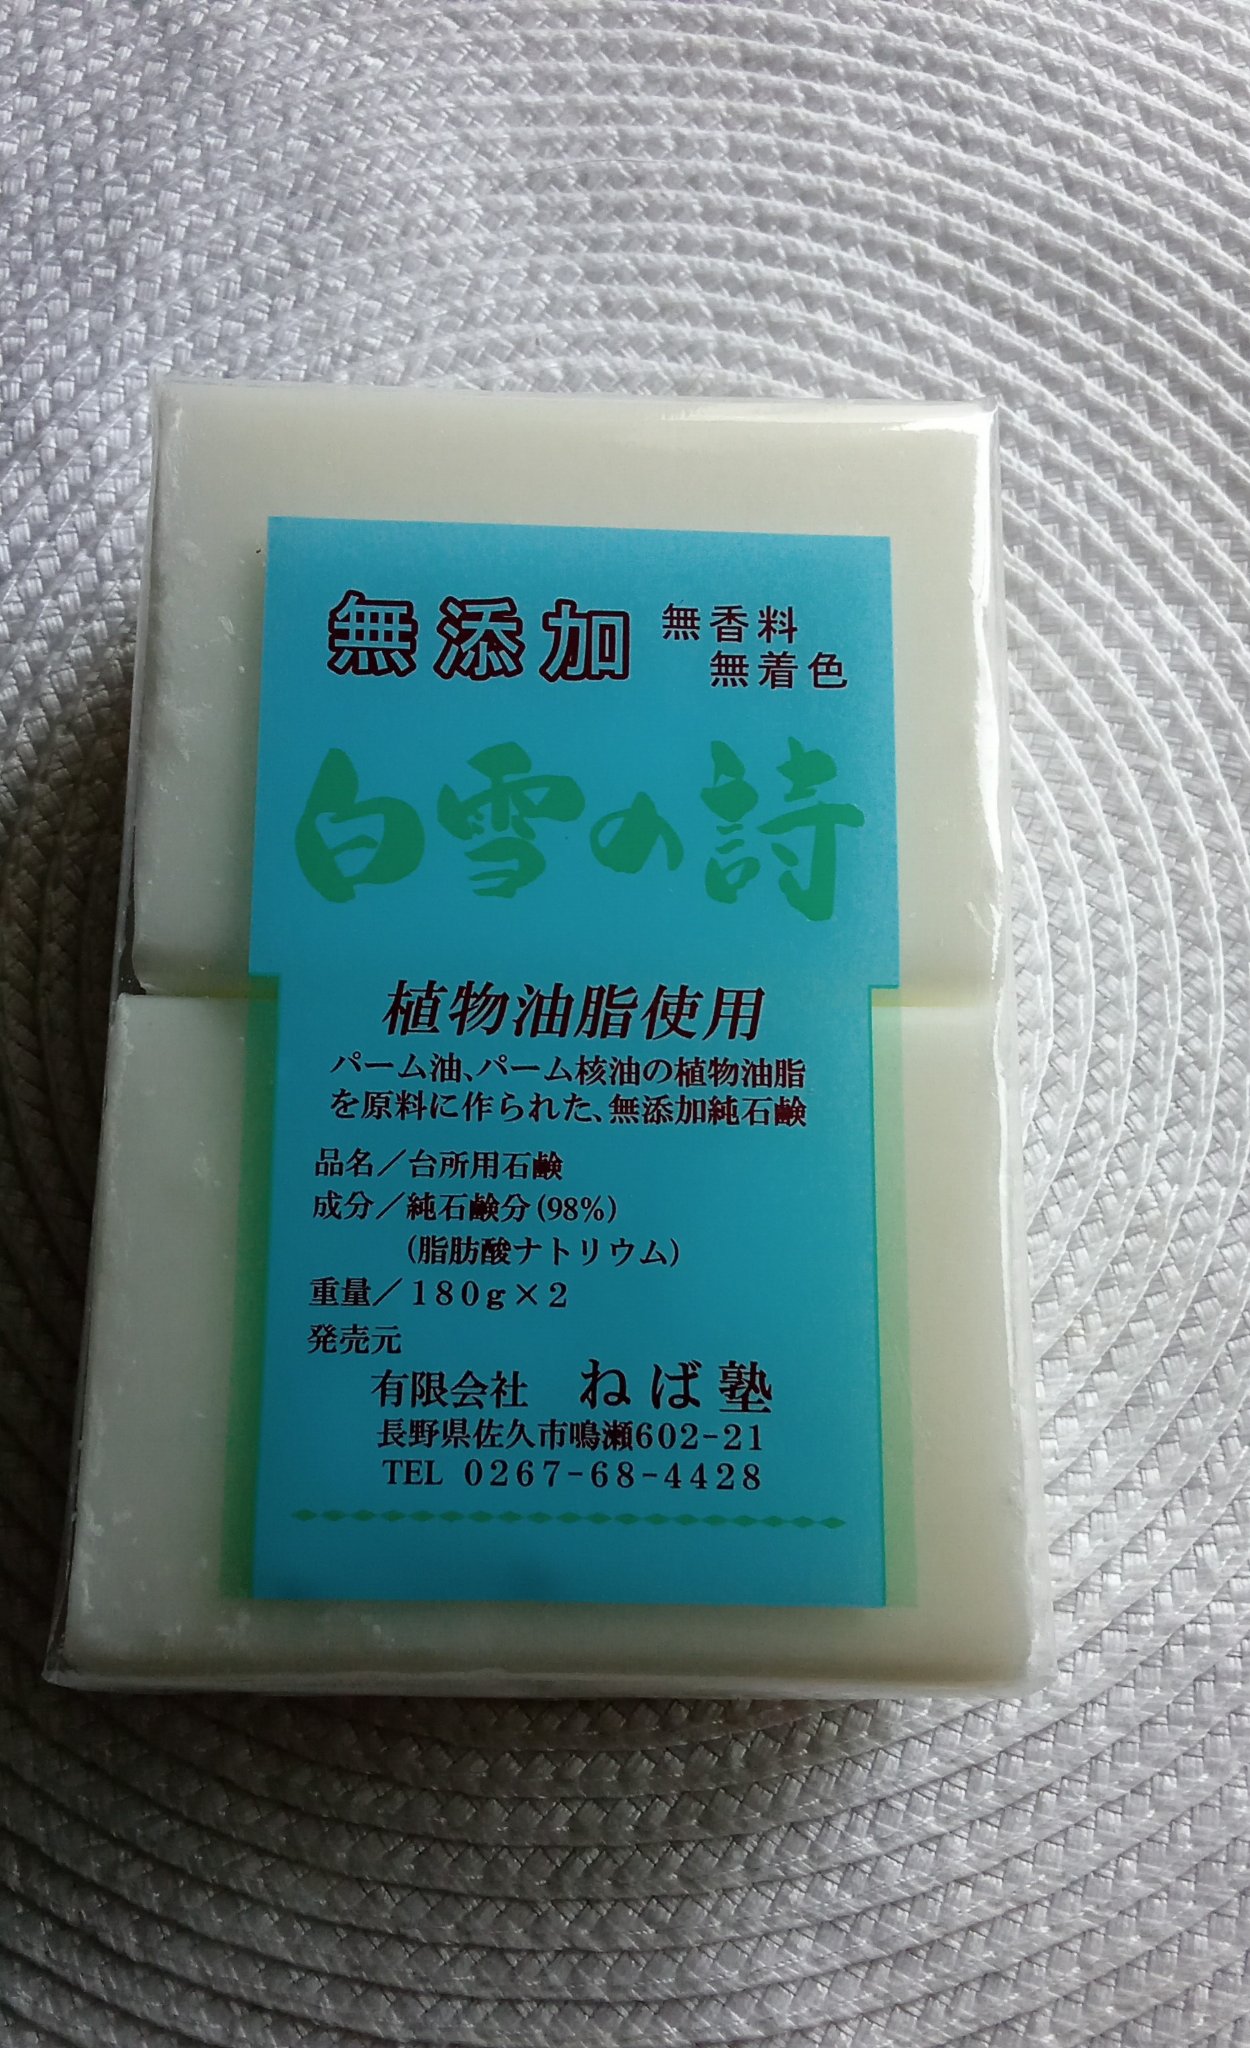 無添加 無香料
無着色
白雪の詩
植物油脂使用
パーム油、パーム核油の植物油脂
を原料に作られた、無添加純石鹸
品名／台所用石鹸
成分／純石鹸分(98%)
(脂肪酸ナトリウム)
重量／180g×2
発売元
有限会社 ねば塾
長野県佐久市鳴瀬602-21
TEL 0267-68-4428